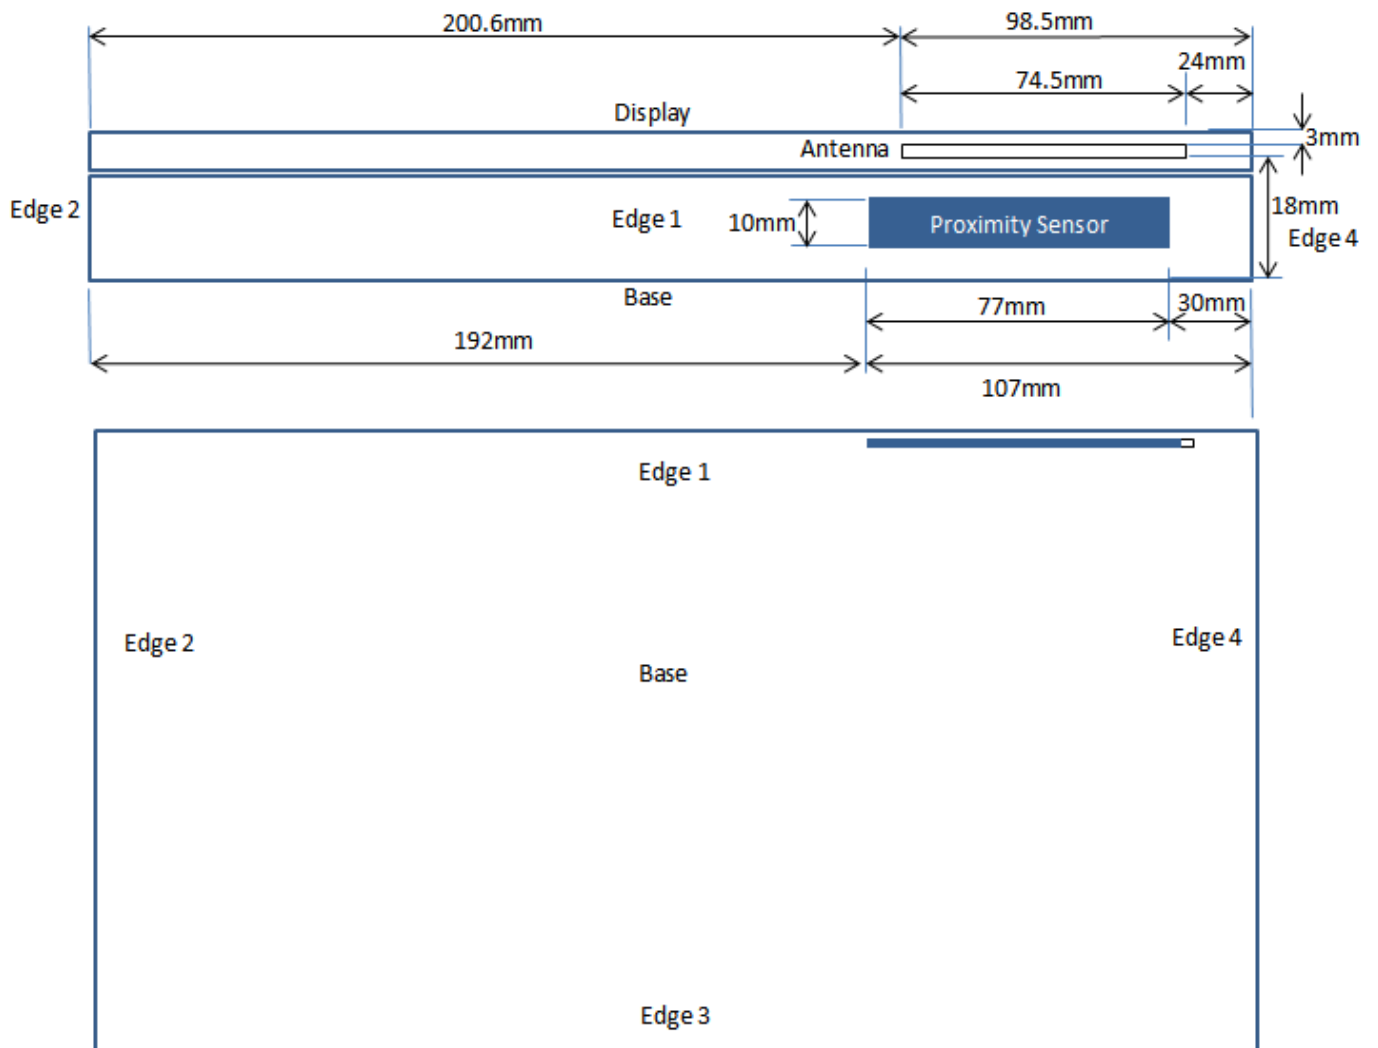 200.6mm
98.5mm
24mm
74.5mm
Display
3mm
Antenna
Edge 2
Edge 1
10mm
Proximity Sensor
18mm
Edge 4
Base
77mm
30mm
192mm
107mm
Edge 1
Edge 2
Edge 4
Base
Edge 3